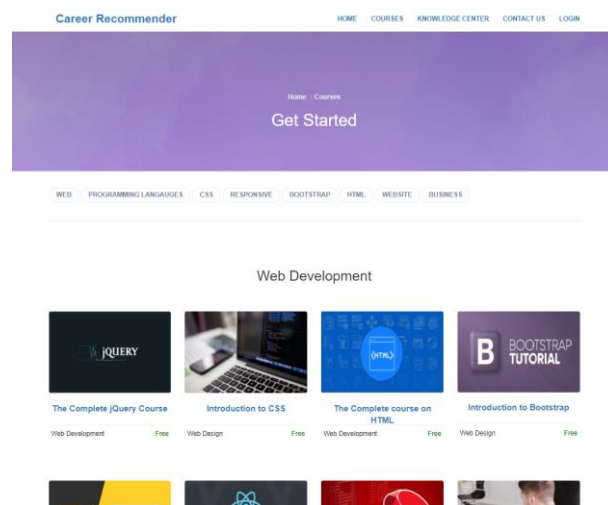 Career Recommender
HOME COURSES KNOWLEDGE CENTER CONTACT US LOGIN
Home / Courses
Get Started
WEB PROGRAMMING LANGAUGES CSS RESPONSIVE BOOTSTRAP HTML WEBSITE BUSINESS
Web Development
jQUERY
<HTML>
B BOOTSTRAP
TUTORIAL
The Complete jQuery Course
Web Development Free
Introduction to CSS
Web Design Free
The Complete course on
HTML
Web Development Free
Introduction to Bootstrap
Web Design Free